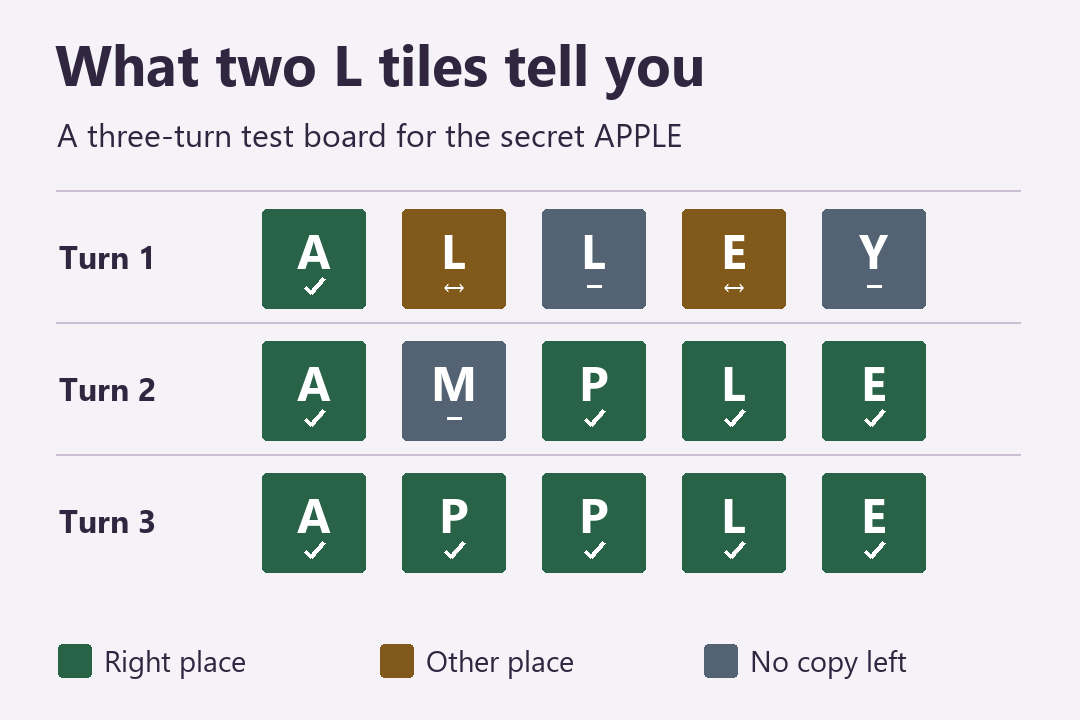 What two L tiles tell you
A three-turn test board for the secret APPLE
Turn 1 A L L E Y
Turn 2 A M P L E
Turn 3 A P P L E
Right place Other place No copy left